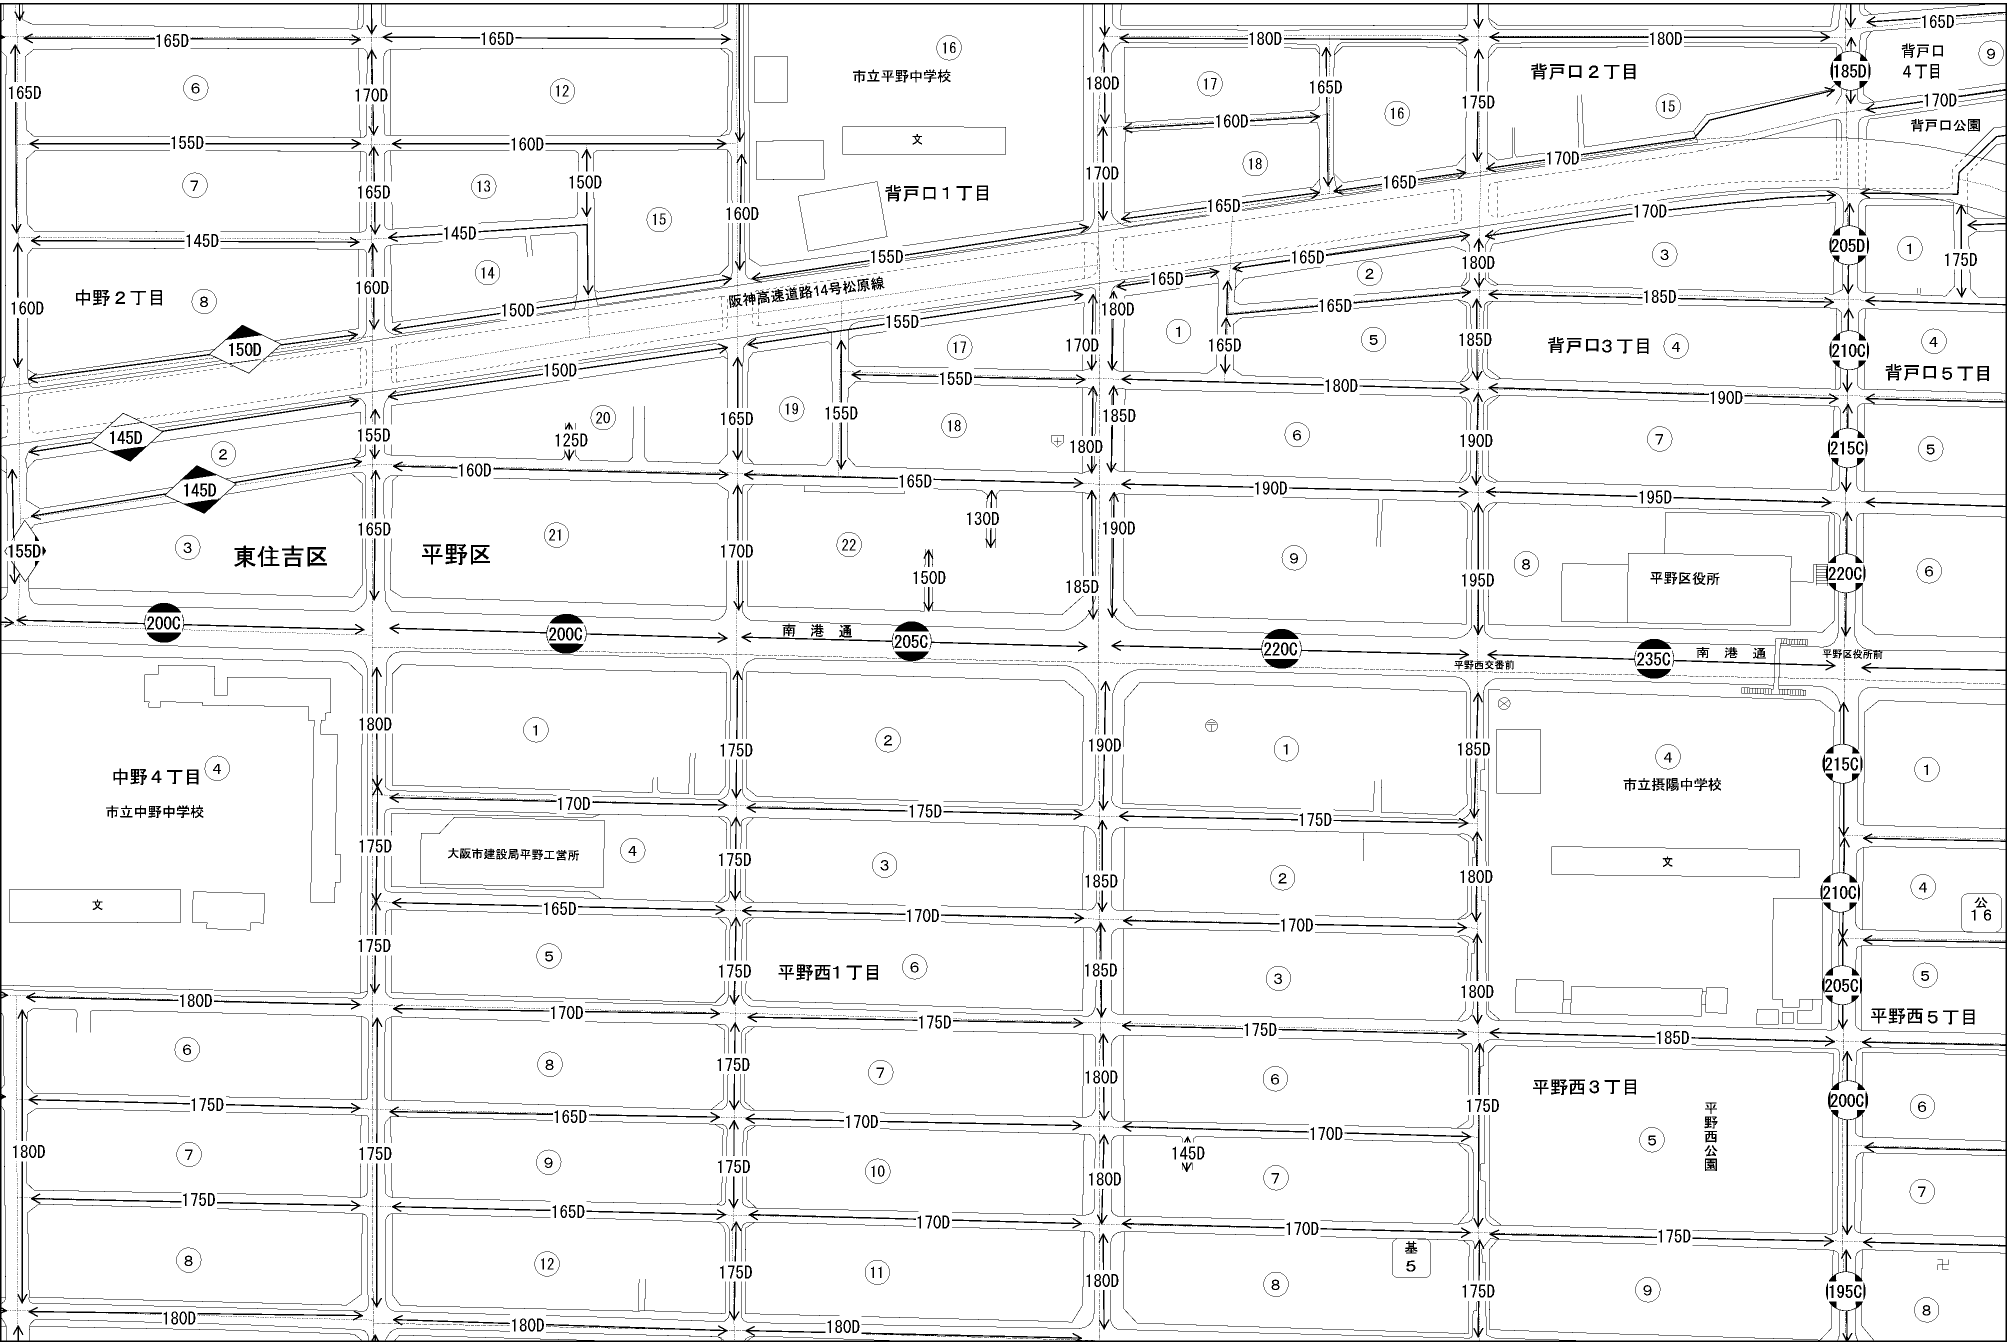 165D
165D
16
180D
180D
165D
市立平野中学校
背戸口
4丁目
9
背戸口2丁目
185D
165D
6
170D
12
180D
17
165D
175D
16
15
170D
160D
背戸口公園
155D
160D
文
18
170D
7
165D
13
150D
170D
165D
背戸口1丁目
15
160D
165D
170D
145D
145D
205D
1
3
175D
155D
165D
180D
14
160D
165D
2
中野2丁目
8
160D
阪神高速道路14号松原線
150D
165D
185D
180D
155D
1
165D
5
185D
背戸口3丁目
4
210C
4
150D
17
170D
150D
155D
180D
190D
背戸口5丁目
20
165D
19
155D
18
185D
145D
155D
125D
180D
6
190D
7
215C
5
2
160D
165D
145D
190D
195D
165D
130D
190D
155D
3
東住吉区
平野区
21
170D
22
150D
185D
9
195D
8
平野区役所
220C
6
200C
200C
南港通
205C
220C
235C
南港通
平野西交番前
平野区役所前
180D
1
175D
2
190D
1
185D
4
215C
1
中野4丁目
4
市立中野中学校
市立摂陽中学校
170D
175D
175D
175D
大阪市建設局平野工営所
4
175D
3
185D
2
180D
文
210C
4
文
165D
170D
170D
公
16
175D
5
175D
平野西1丁目
6
185D
3
180D
205C
5
180D
170D
175D
175D
185D
平野西5丁目
6
8
175D
7
180D
6
平野西3丁目
200C
175D
165D
170D
170D
175D
平野西公園
6
180D
7
175D
9
175D
10
180D
145D
7
5
7
175D
165D
170D
170D
175D
8
12
175D
11
180D
8
基
5
175D
9
195C
8
卍
180D
180D
180D